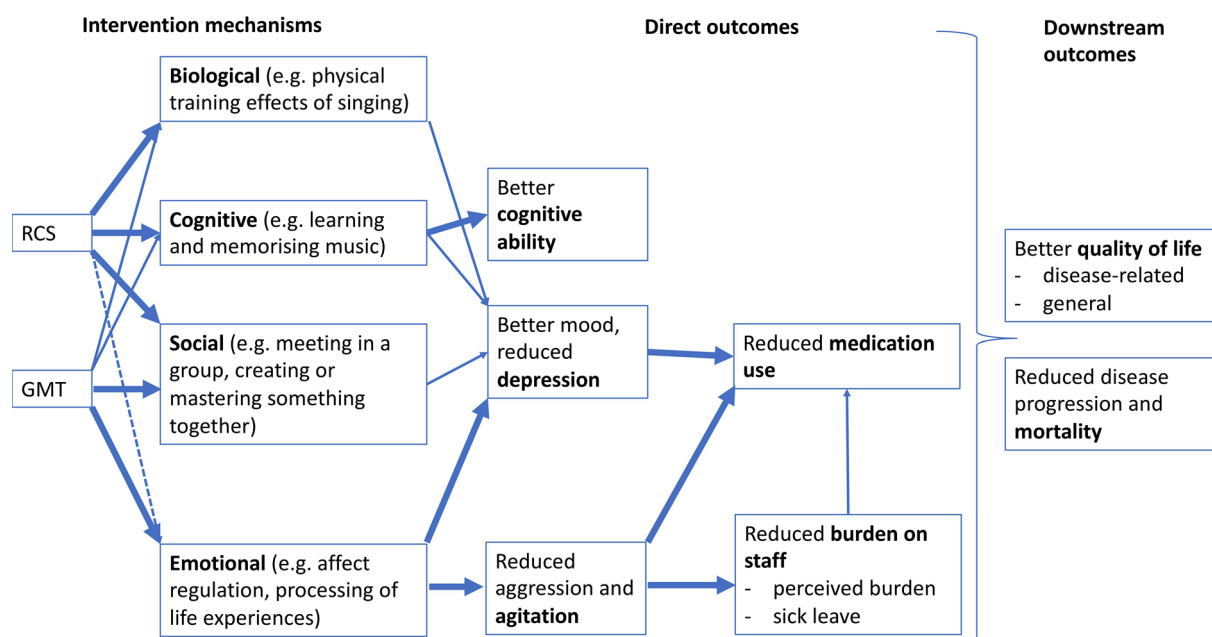 Intervention mechanisms
Direct outcomes
Downstream
outcomes
Biological (e.g. physical
training effects of singing)
RCS
Cognitive (e.g. learning
and memorising music)
Better
cognitive
ability
Better quality of life
- disease-related
- general
GMT
Social (e.g. meeting in a
group, creating or
mastering something
together)
Better mood,
reduced
depression
Reduced medication
use
Reduced disease
progression and
mortality
Emotional (e.g. affect
regulation, processing of
life experiences)
Reduced
aggression and
agitation
Reduced burden on
staff
- perceived burden
- sick leave